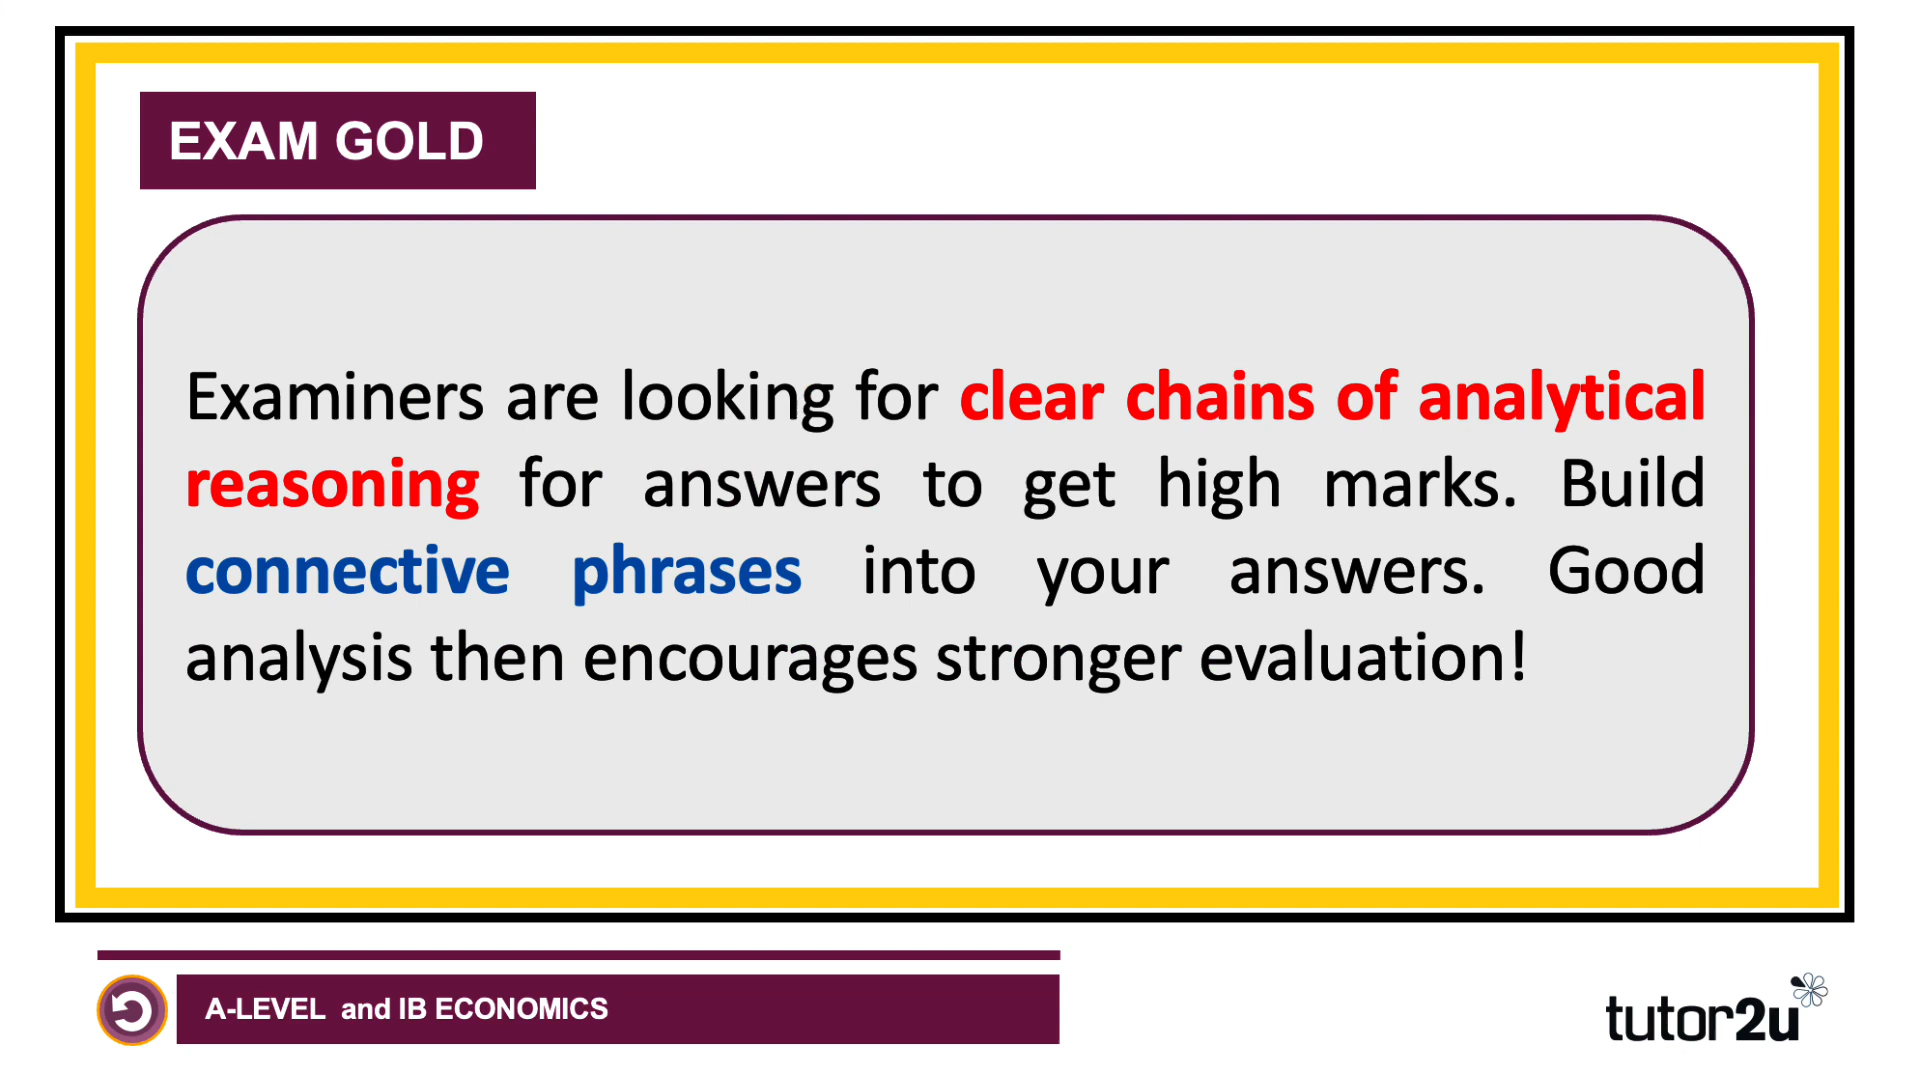 EXAM GOLD
Examiners are looking for clear chains of analytical
reasoning for answers to get high marks. Build
connective phrases into your answers. Good
analysis then encourages stronger evaluation!
A-LEVEL and IB ECONOMICS
tutor2u